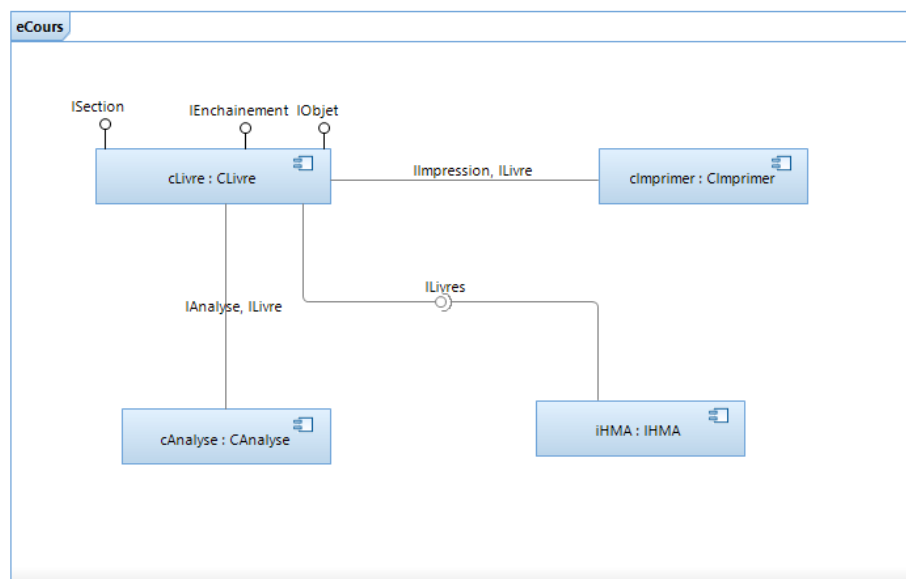 eCours
ISection
IEnchainement
IObjet
cLivre : CLivre
IImpression, ILivre
cImprimer : CImprimer
ILivres
IAnalyse, ILivre
cAnalyse : CAnalyse
iHMA : IHMA